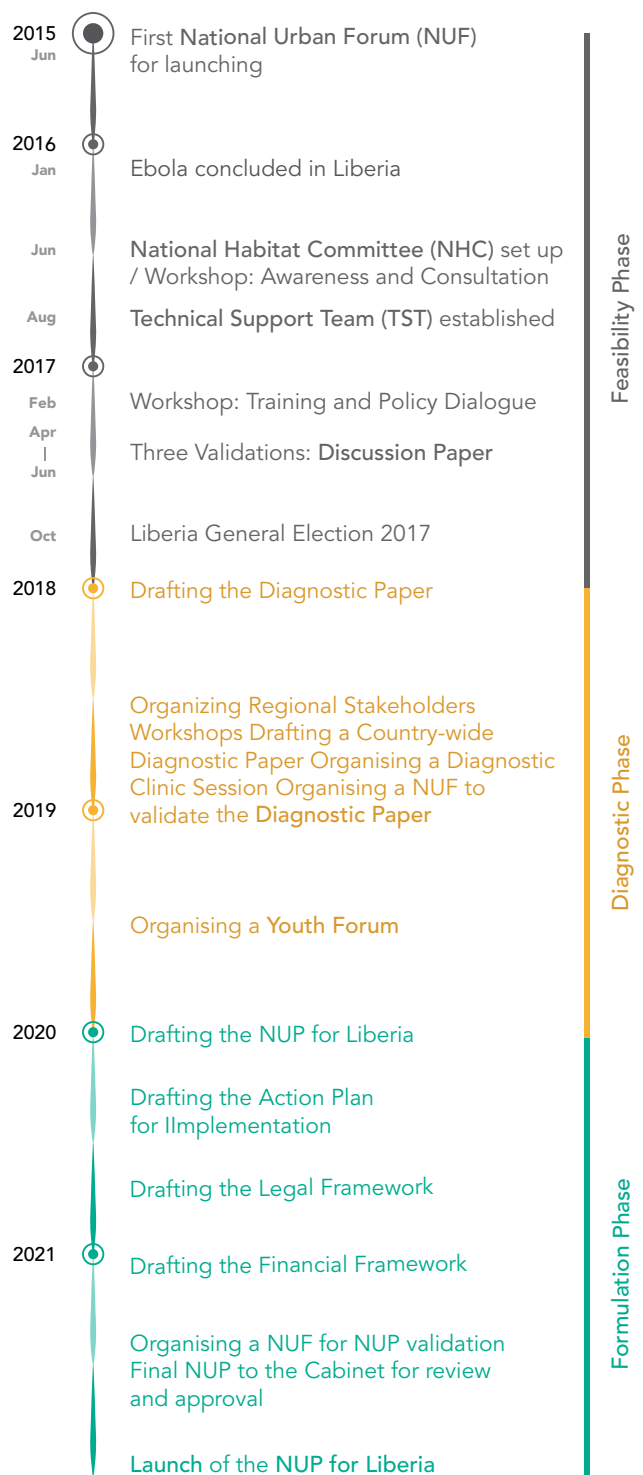 2015
Jun
First National Urban Forum (NUF)
for launching
2016
Jan
Ebola concluded in Liberia
Jun
National Habitat Committee (NHC) set up
/ Workshop: Awareness and Consultation
Aug
Technical Support Team (TST) established
2017
Feb
Workshop: Training and Policy Dialogue
Apr
|
Jun
Three Validations: Discussion Paper
Oct
Liberia General Election 2017
Feasibility Phase
2018
Drafting the Diagnostic Paper
Organizing Regional Stakeholders
Workshops Drafting a Country-wide
Diagnostic Paper Organising a Diagnostic
Clinic Session Organising a NUF to
validate the Diagnostic Paper
2019
Organising a Youth Forum
Diagnostic Phase
2020
Drafting the NUP for Liberia
Drafting the Action Plan
for IImplementation
Drafting the Legal Framework
2021
Drafting the Financial Framework
Organising a NUF for NUP validation
Final NUP to the Cabinet for review
and approval
Launch of the NUP for Liberia
Formulation Phase